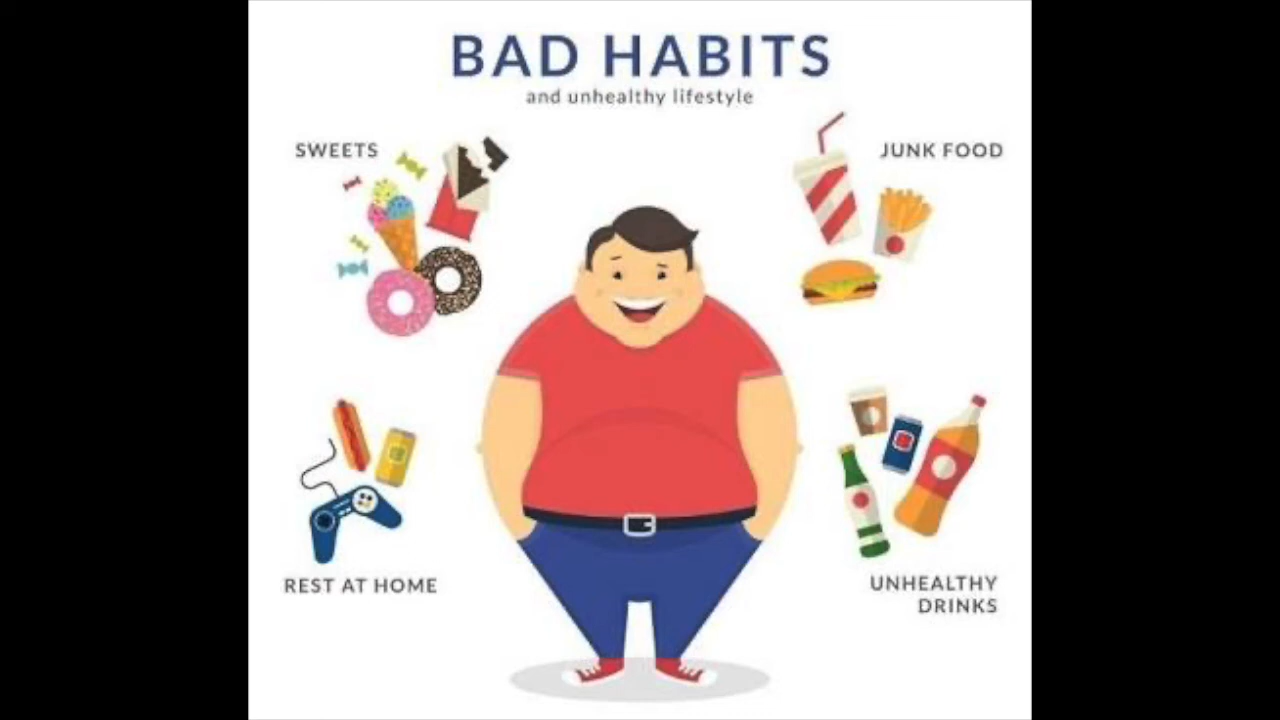 BAD HABITS
and unhealthy lifestyle
SWEETS
JUNK FOOD
REST AT HOME
UNHEALTHY
DRINKS